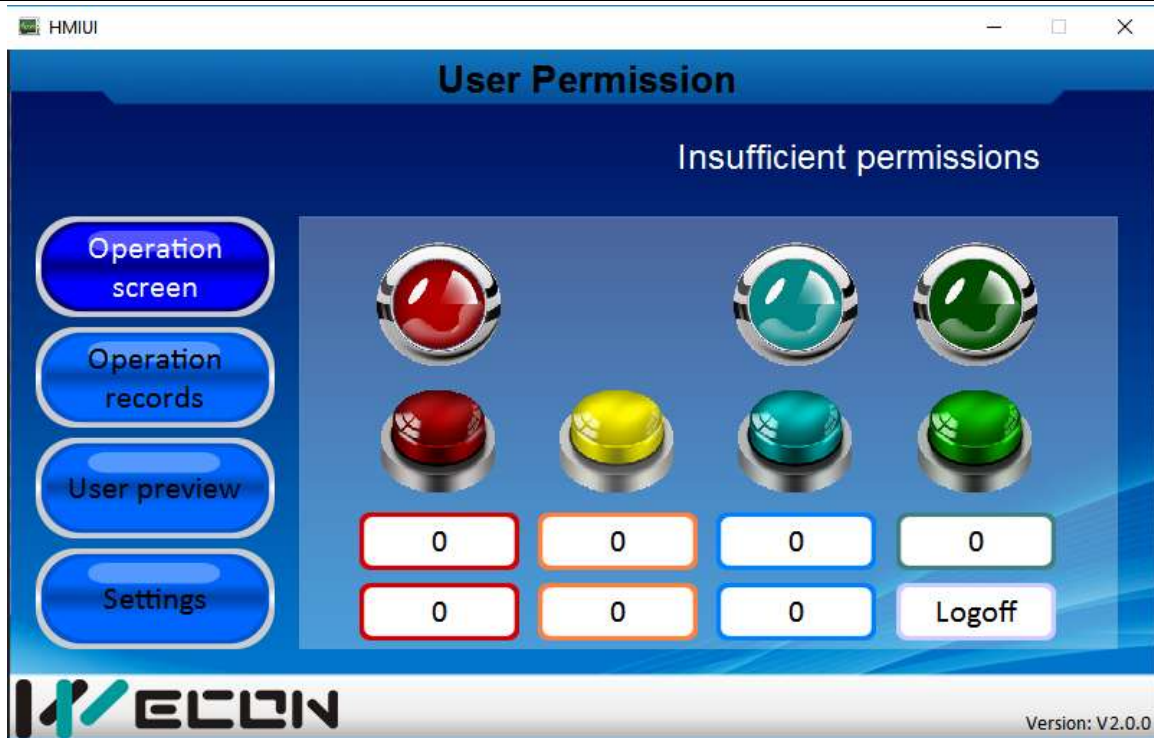 HMIUI
User Permission
Insufficient permissions
Operation
screen
Operation
records
User preview
Settings
0 0 0 0
0 0 0 Logoff
WECON
Version: V2.0.0